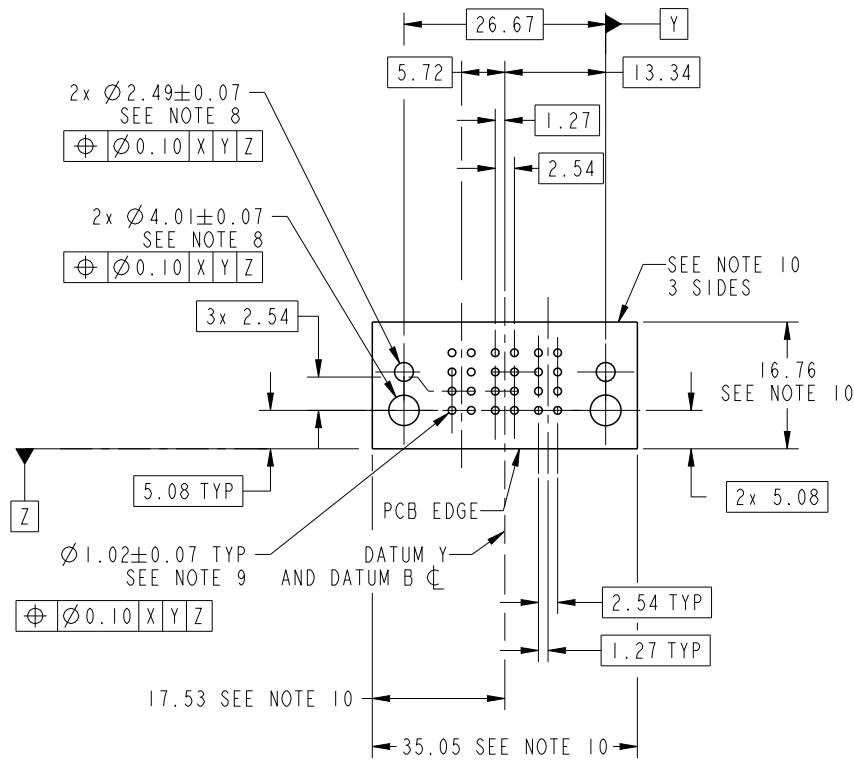 26.67
Y
5.72
13.34
2x Ø2.49±0.07
SEE NOTE 8
⌖ Ø0.10 X Y Z
1.27
2.54
2x Ø4.01±0.07
SEE NOTE 8
⌖ Ø0.10 X Y Z
SEE NOTE 10
3 SIDES
3x 2.54
16.76
SEE NOTE 10
5.08 TYP
2x 5.08
Z
PCB EDGE
Ø1.02±0.07 TYP
SEE NOTE 9
DATUM Y
AND DATUM B ℄
⌖ Ø0.10 X Y Z
2.54 TYP
1.27 TYP
17.53 SEE NOTE 10
35.05 SEE NOTE 10